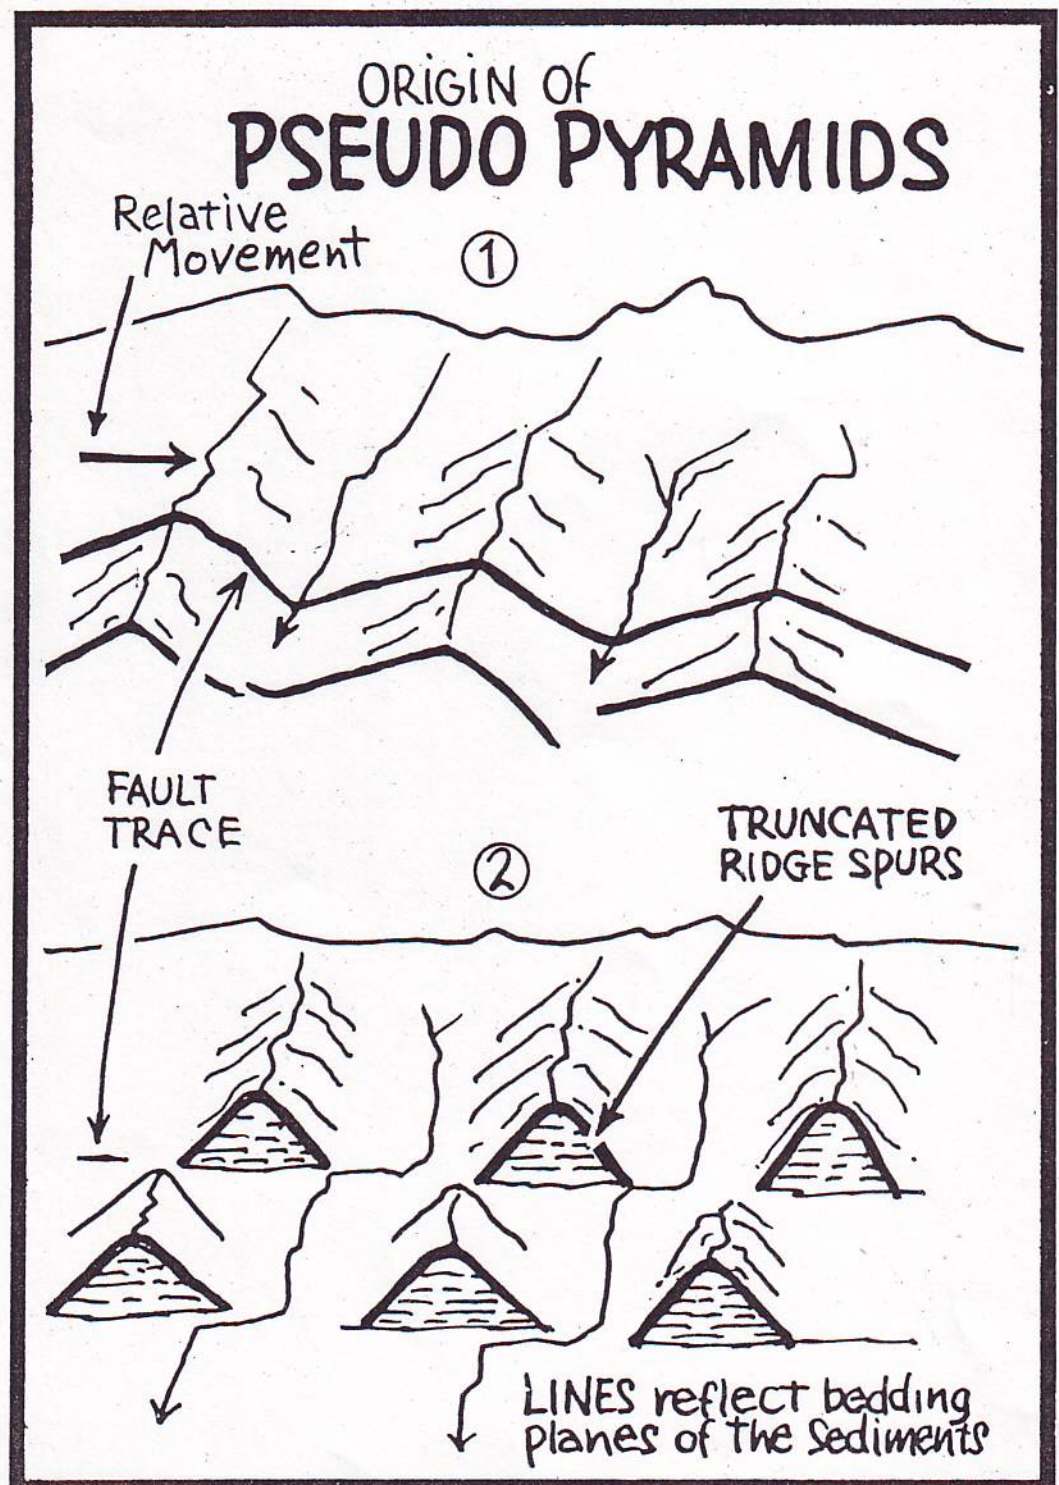 ORIGIN OF
PSEUDO PYRAMIDS
Relative
Movement
1
FAULT
TRACE
2
TRUNCATED
RIDGE SPURS
LINES reflect bedding
planes of the Sediments